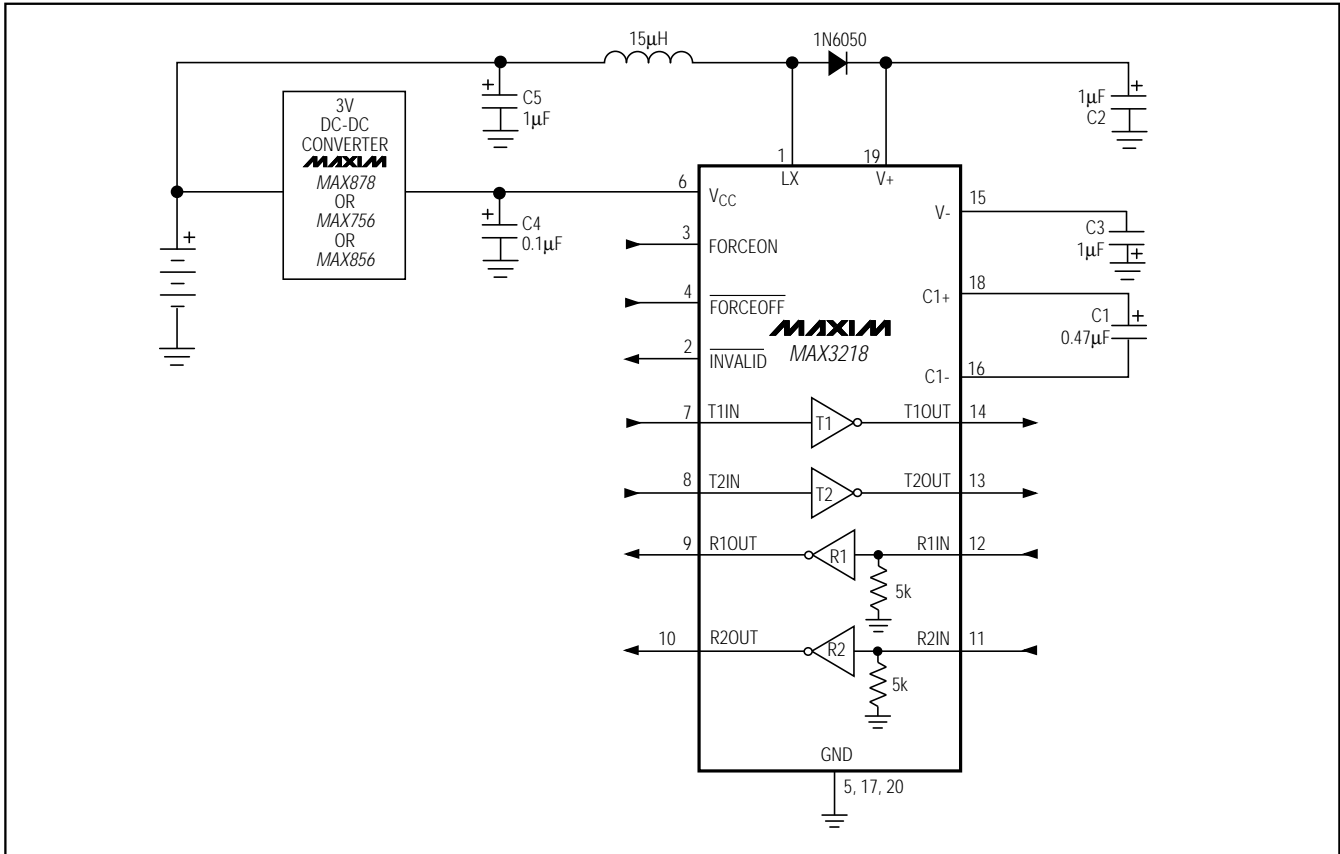 15μH
1N6050
+
C5
1μF
1μF
+
C2
3V
DC-DC
CONVERTER
MAXIM
MAX878
OR
MAX756
OR
MAX856
1
LX
19
V+
6
VCC
+
C4
0.1μF
15
V-
C3
1μF
+
+
3
FORCEON
4
FORCEOFF
MAXIM
MAX3218
18
C1+
+
C1
0.47μF
2
INVALID
16
C1-
7
T1IN
T1
T1OUT
14
8
T2IN
T2
T2OUT
13
9
R1OUT
R1
R1IN
12
5k
10
R2OUT
R2
R2IN
11
5k
GND
5, 17, 20